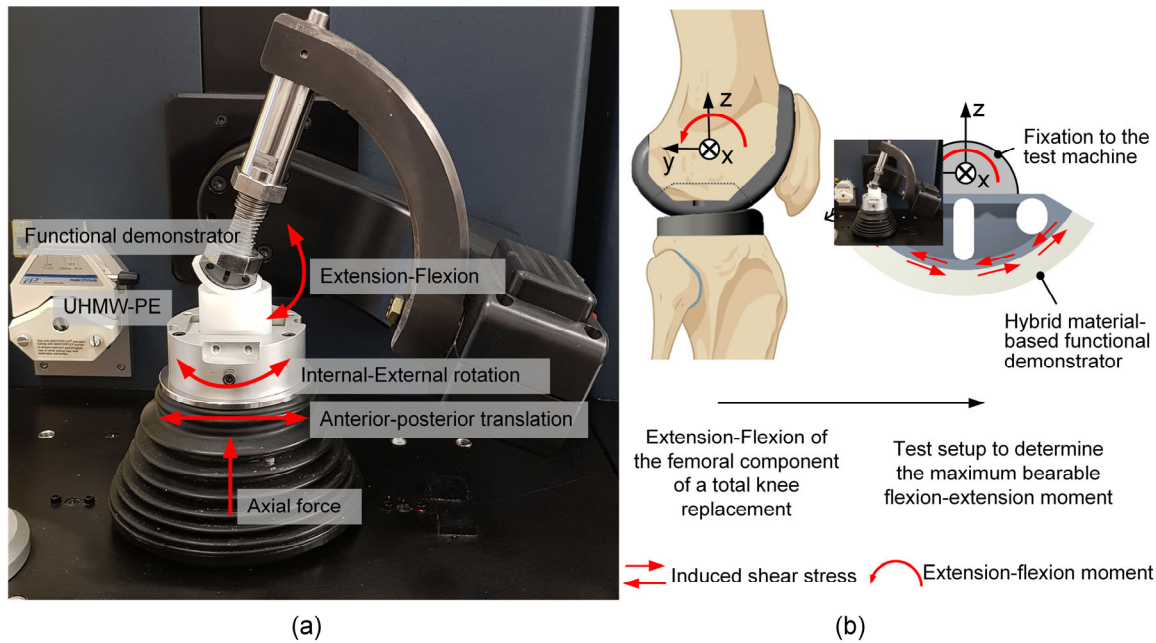 Functional demonstrator
Extension-Flexion
UHMW-PE
Internal-External rotation
Anterior-posterior translation
Axial force
(a)
z
y
x
z
x
Fixation to the
test machine
Hybrid material-
based functional
demonstrator
Extension-Flexion of
the femoral component
of a total knee
replacement
Test setup to determine
the maximum bearable
flexion-extension moment
Induced shear stress
Extension-flexion moment
(b)